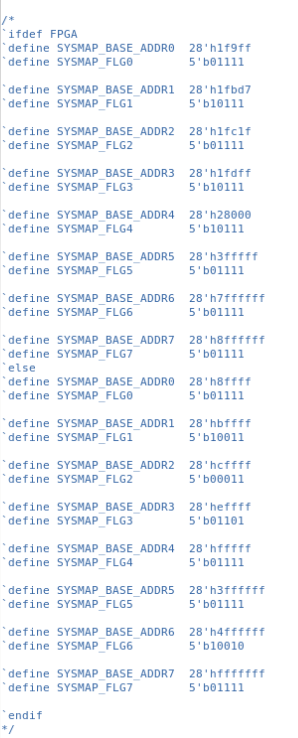 /*
`ifdef FPGA
`define SYSMAP_BASE_ADDR0  28'h1f9ff
`define SYSMAP_FLG0        5'b01111
`define SYSMAP_BASE_ADDR1  28'h1fbd7
`define SYSMAP_FLG1        5'b10111
`define SYSMAP_BASE_ADDR2  28'h1fc1f
`define SYSMAP_FLG2        5'b01111
`define SYSMAP_BASE_ADDR3  28'h1fdff
`define SYSMAP_FLG3        5'b10111
`define SYSMAP_BASE_ADDR4  28'h28000
`define SYSMAP_FLG4        5'b10111
`define SYSMAP_BASE_ADDR5  28'h3fffff
`define SYSMAP_FLG5        5'b01111
`define SYSMAP_BASE_ADDR6  28'h7ffffff
`define SYSMAP_FLG6        5'b01111
`define SYSMAP_BASE_ADDR7  28'h8ffffff
`define SYSMAP_FLG7        5'b01111
`else
`define SYSMAP_BASE_ADDR0  28'h8ffff
`define SYSMAP_FLG0        5'b01111
`define SYSMAP_BASE_ADDR1  28'hbffff
`define SYSMAP_FLG1        5'b10011
`define SYSMAP_BASE_ADDR2  28'hcffff
`define SYSMAP_FLG2        5'b00011
`define SYSMAP_BASE_ADDR3  28'heffff
`define SYSMAP_FLG3        5'b01101
`define SYSMAP_BASE_ADDR4  28'hfffff
`define SYSMAP_FLG4        5'b01111
`define SYSMAP_BASE_ADDR5  28'h3ffffff
`define SYSMAP_FLG5        5'b01111
`define SYSMAP_BASE_ADDR6  28'h4ffffff
`define SYSMAP_FLG6        5'b10010
`define SYSMAP_BASE_ADDR7  28'hfffffff
`define SYSMAP_FLG7        5'b01111
`endif
*/